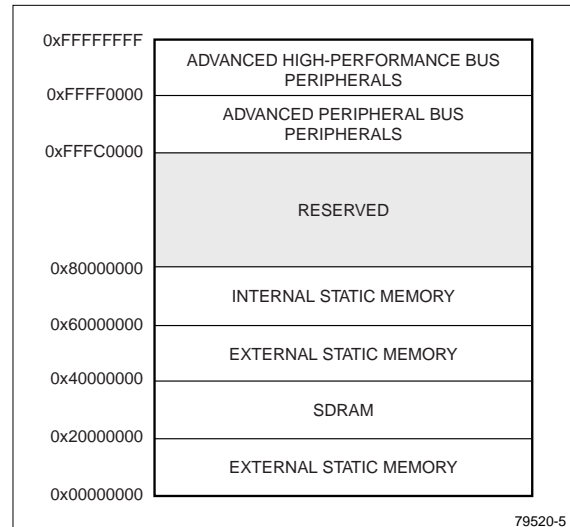 0xFFFFFFFF
ADVANCED HIGH-PERFORMANCE BUS
PERIPHERALS
0xFFFF0000
ADVANCED PERIPHERAL BUS
PERIPHERALS
0xFFFC0000
RESERVED
0x80000000
INTERNAL STATIC MEMORY
0x60000000
EXTERNAL STATIC MEMORY
0x40000000
SDRAM
0x20000000
EXTERNAL STATIC MEMORY
0x00000000
79520-5